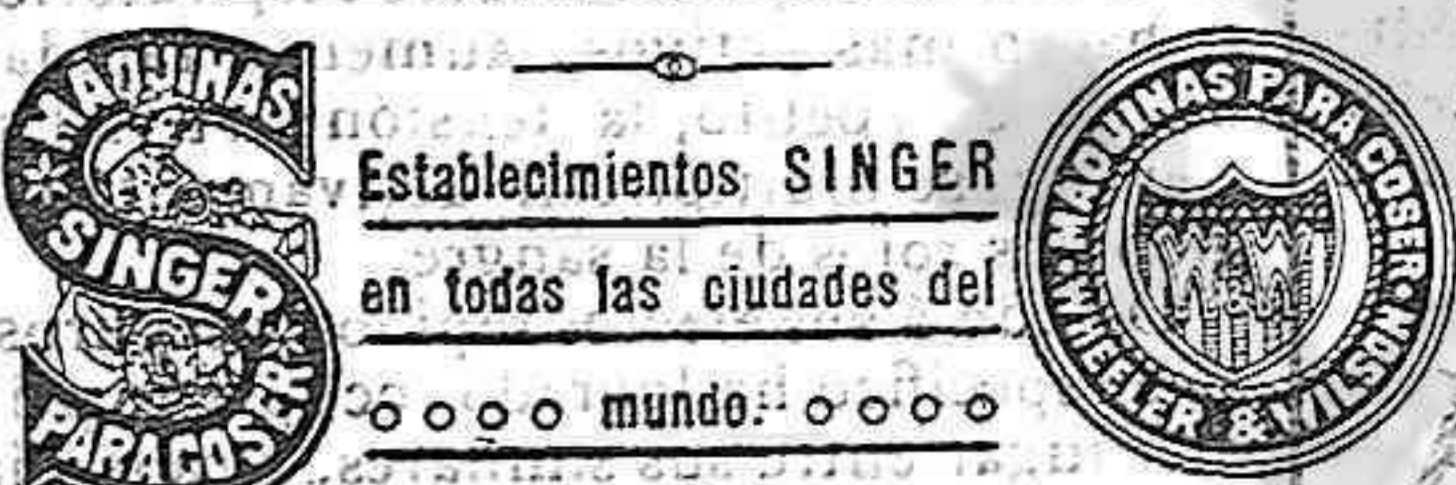 MAQUINAS
SINGER
PARA COSER
Establecimientos SINGER
en todas las ciudades del
mundo.
MAQUINAS PARA COSER
WHEELER & WILSON
W & W